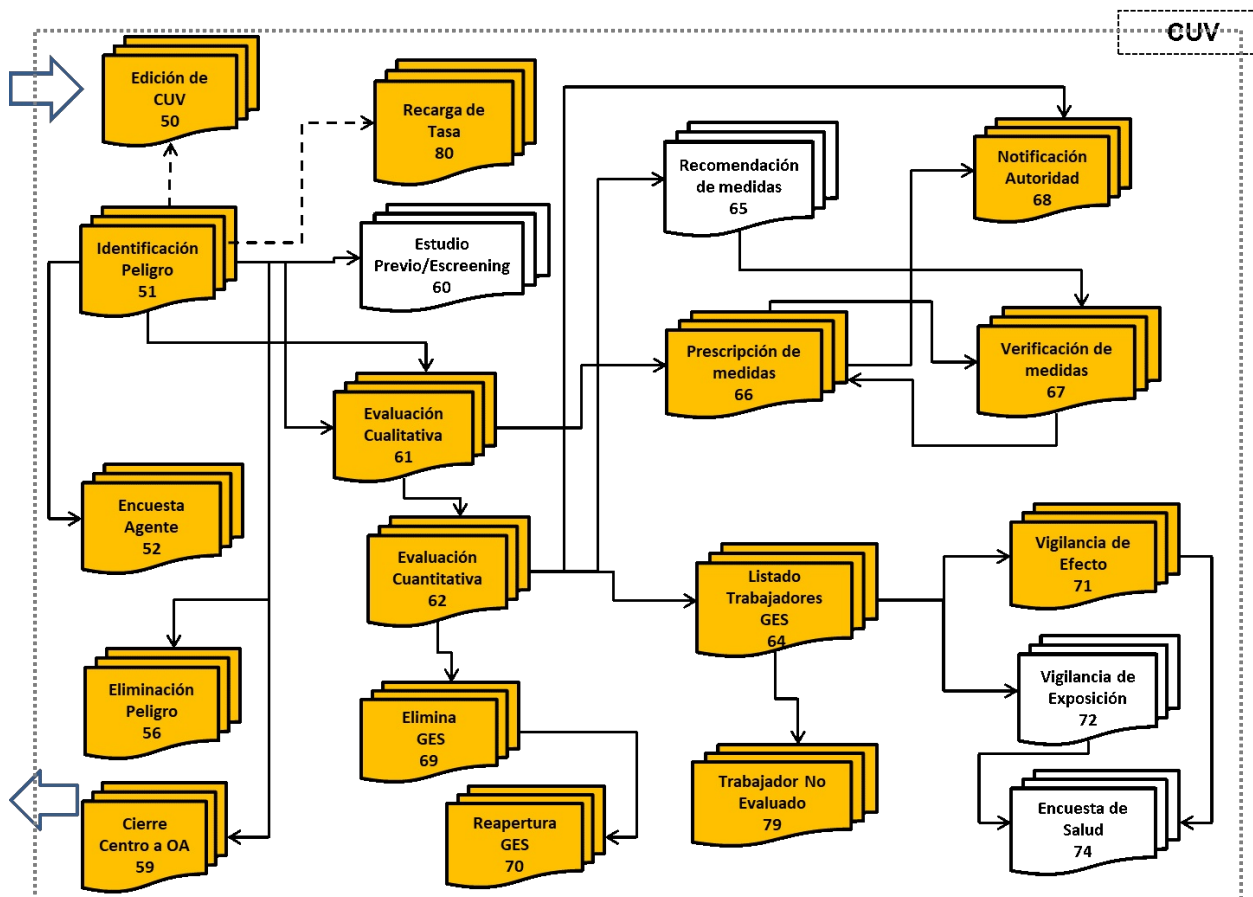 CUV
Edición de
CUV
50
Recarga de
Tasa
80
Recomendación
de medidas
65
Notificación
Autoridad
68
Identificación
Peligro
51
Estudio
Previo/Escreening
60
Prescripción de
medidas
66
Verificación de
medidas
67
Evaluación
Cualitativa
61
Encuesta
Agente
52
Evaluación
Cuantitativa
62
Listado
Trabajadores
GES
64
Vigilancia de
Efecto
71
Eliminación
Peligro
56
Elimina
GES
69
Vigilancia de
Exposición
72
Cierre
Centro a OA
59
Reapertura
GES
70
Trabajador No
Evaluado
79
Encuesta de
Salud
74